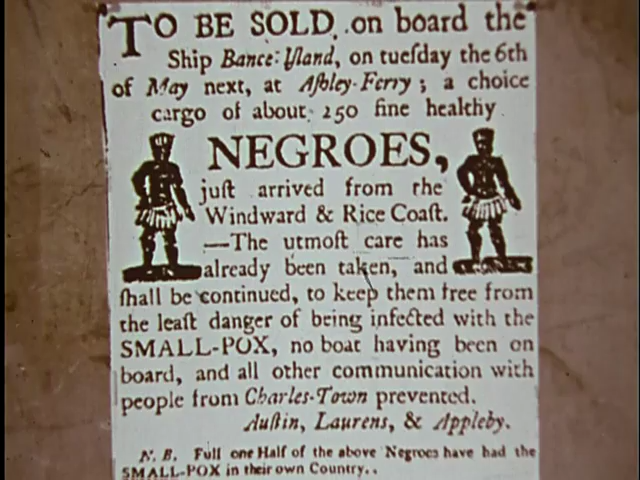 TO BE SOLD, on board the
Ship Bance-Iſland, on tueſday the 6th
of May next, at Aſhley-Ferry; a choice
cargo of about 250 fine healthy
NEGROES,
juſt arrived from the
Windward & Rice Coaſt.
—The utmoſt care has
already been taken, and
ſhall be continued, to keep them free from
the leaſt danger of being infected with the
SMALL-POX, no boat having been on
board, and all other communication with
people from Charles-Town prevented.
Auſtin, Laurens, & Appleby.
N. B. Full one Half of the above Negroes have had the
SMALL-POX in their own Country.